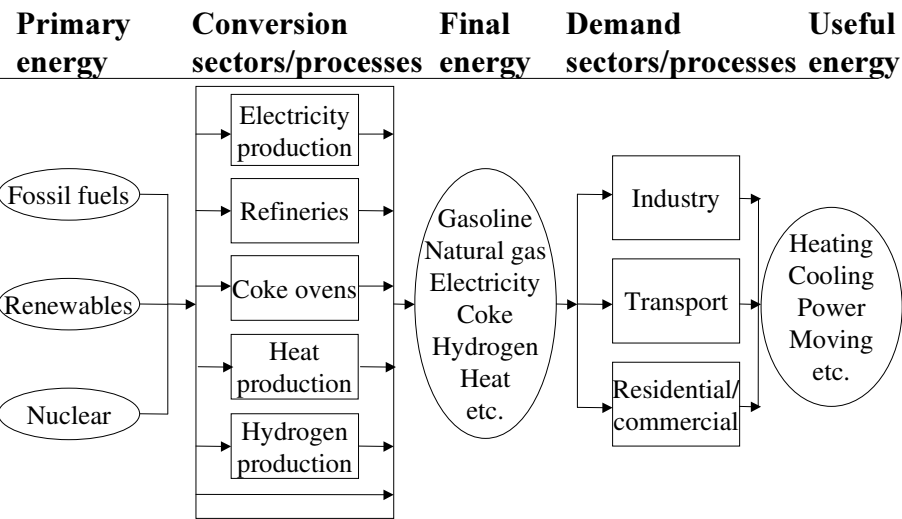 Primary
energy
Conversion
sectors/processes
Final
energy
Demand
sectors/processes
Useful
energy
Fossil fuels
Renewables
Nuclear
Electricity
production
Refineries
Coke ovens
Heat
production
Hydrogen
production
Gasoline
Natural gas
Electricity
Coke
Hydrogen
Heat
etc.
Industry
Transport
Residential/
commercial
Heating
Cooling
Power
Moving
etc.